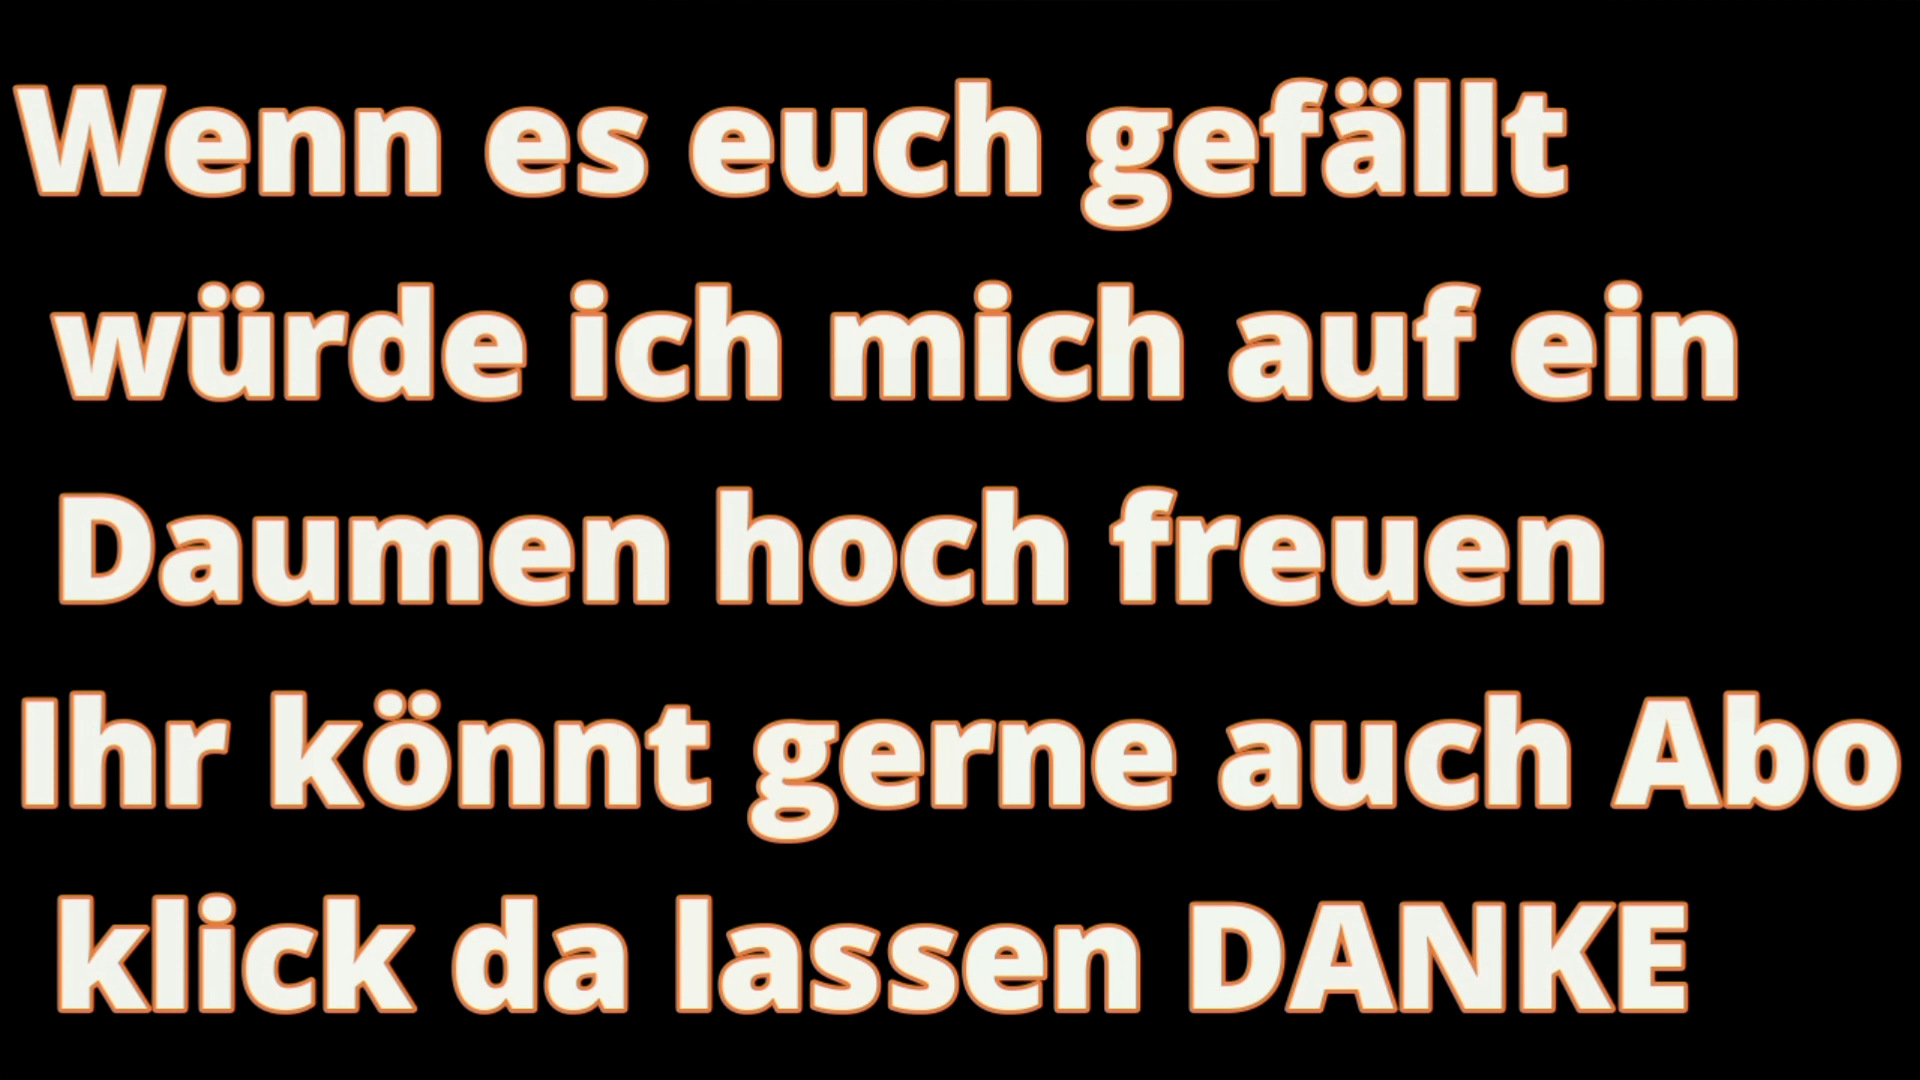 Wenn es euch gefällt
würde ich mich auf ein
Daumen hoch freuen
Ihr könnt gerne auch Abo
klick da lassen DANKE